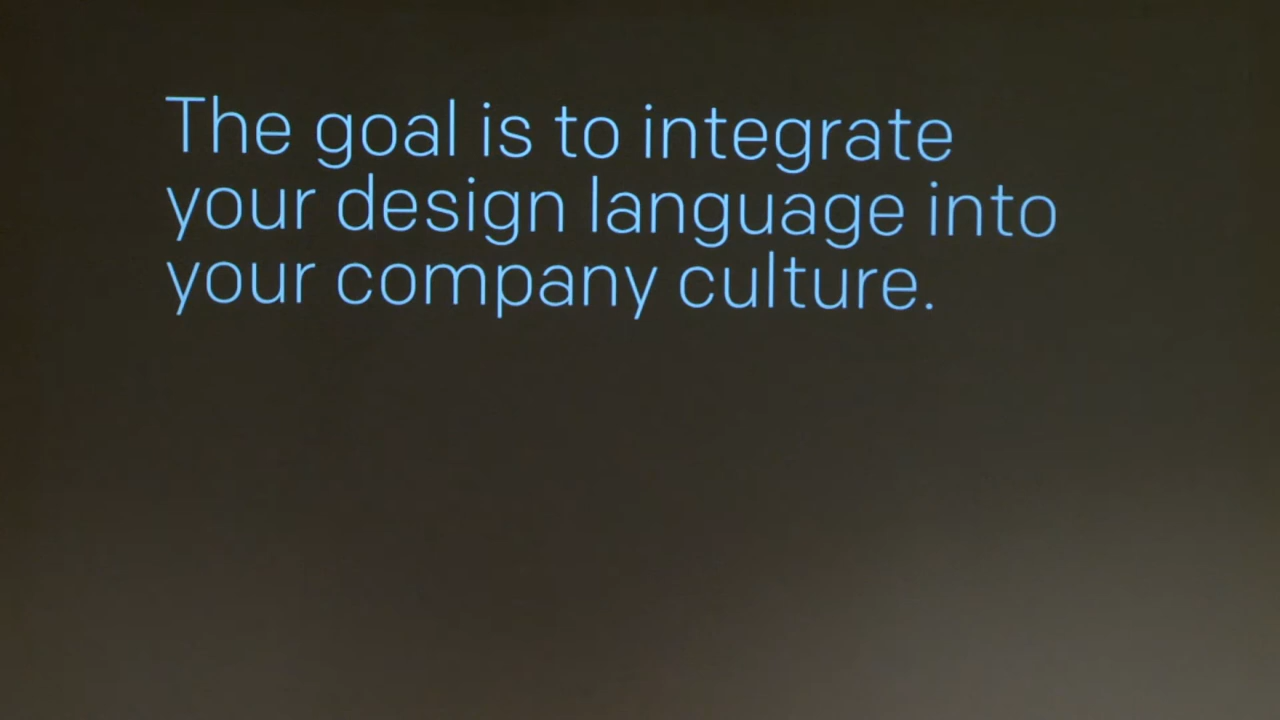 The goal is to integrate
your design language into
your company culture.